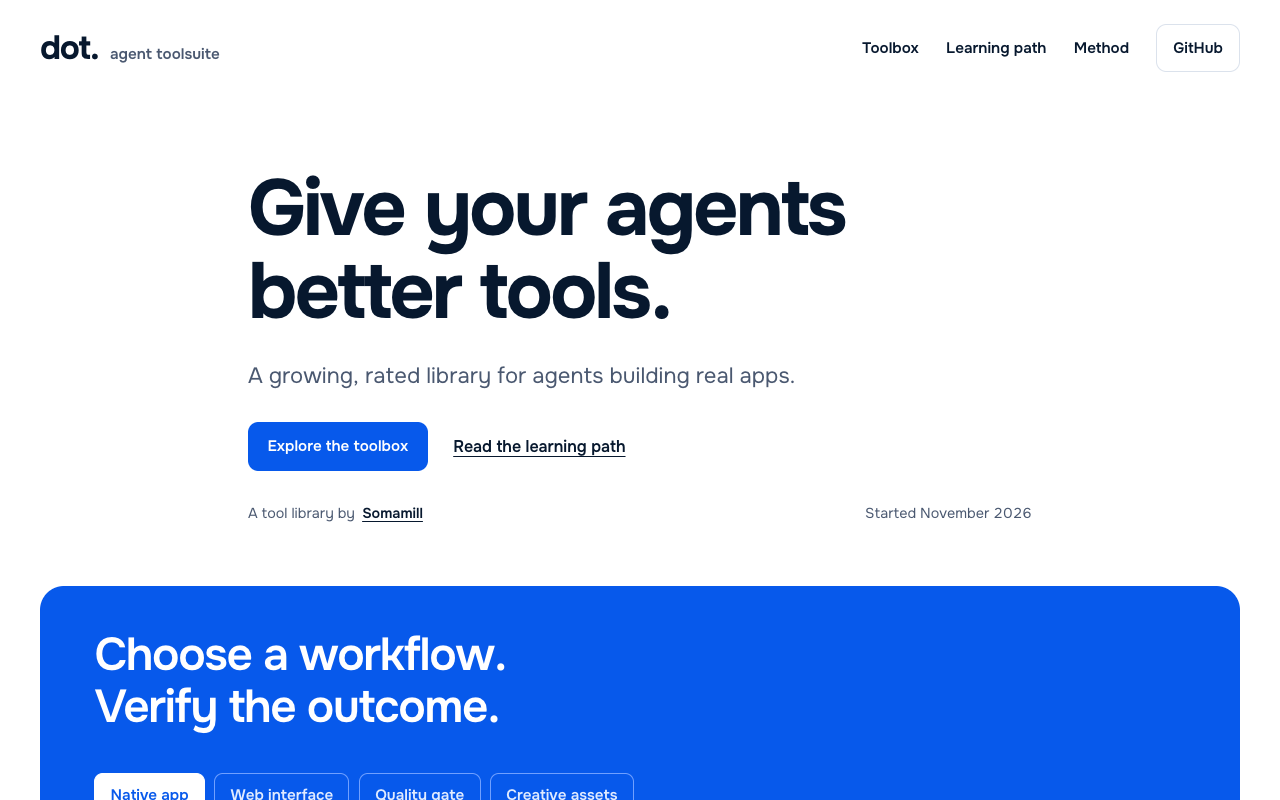 dot. agent toolsuite
Toolbox Learning path Method GitHub
Give your agents
better tools.
A growing, rated library for agents building real apps.
Explore the toolbox Read the learning path
A tool library by Somamill Started November 2026
Choose a workflow.
Verify the outcome.
Native app Web interface Quality gate Creative assets